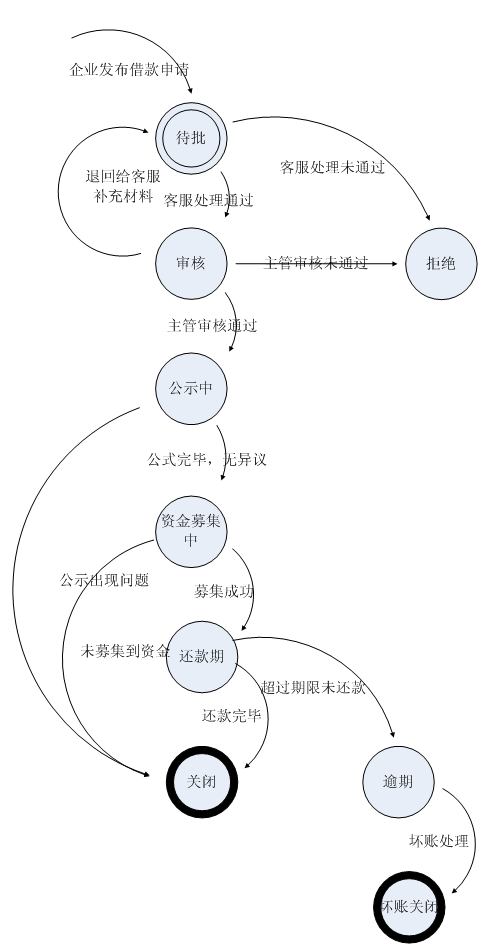 企业发布借款申请
待批
客服处理未通过
退回给客服
补充材料
客服处理通过
审核
主管审核未通过
拒绝
主管审核通过
公示中
公式完毕，无异议
资金募集
中
公示出现问题
募集成功
未募集到资金
还款期
超过期限未还款
还款完毕
关闭
逾期
坏账处理
坏账关闭